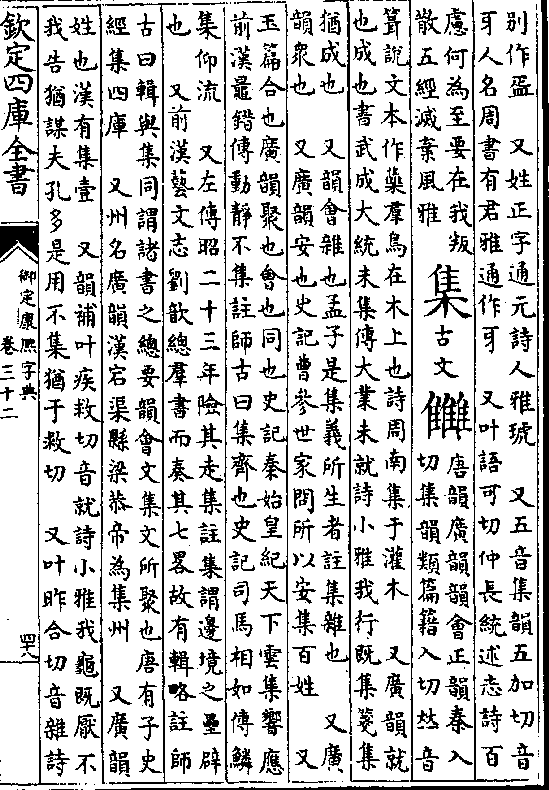 別作盃　又姓正字通元詩人雅琥　又五音集韻五加切音
牙人名周書有君雅通作牙　又叶語可切仲長統述志詩百
慮何為至要在我叛
散五經滅棄風雅
集
古文
雧
唐韻廣韻韻會正韻秦入
切集韻類篇籍入切𠀤音
䇫說文本作雧羣鳥在木上也詩周南集于灌木　又廣韻就
也成也書武成大統未集傳大業未就詩小雅我行既集箋集
猶成也　又韻會雜也孟子是集義所生者註集雜也　又廣
韻衆也　又廣韻安也史記曹參世家問所以安集百姓　又
玉篇合也廣韻聚也會也同也史記秦始皇紀天下雲集響應
前漢鼂錯傳動靜不集註師古曰集齊也史記司馬相如傳鱗
集仰流　又左傳昭二十三年險其走集註集謂邊境之壘辟
也　又前漢藝文志劉歆總羣書而奏其七畧故有輯略註師
古曰輯與集同謂諸書之總要韻會文集文所聚也唐有子史
經集四庫　又州名廣韻漢宕渠縣梁恭帝為集州　又廣韻
姓也漢有集壹　又韻補叶疾救切音就詩小雅我龜既厭不
我告猶謀夫孔多是用不集猶于救切　又叶昨合切音雜詩
欽定四庫全書
御定康熙字典
卷三十二
四八